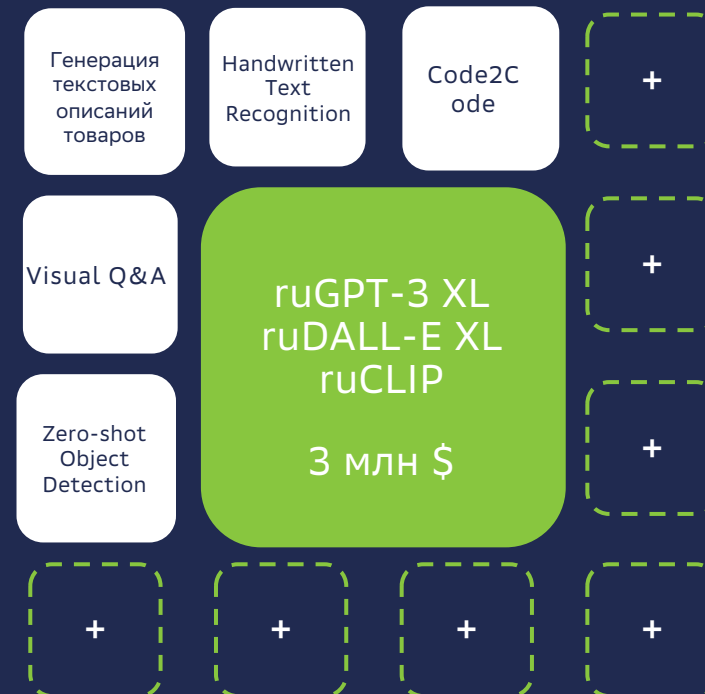 Генерация
текстовых
описаний
товаров
Handwritten
Text
Recognition
Code2C
ode
+
Visual Q&A
ruGPT-3 XL
ruDALL-E XL
ruCLIP
3 млн $
+
Zero-shot
Object
Detection
+
+
+
+
+